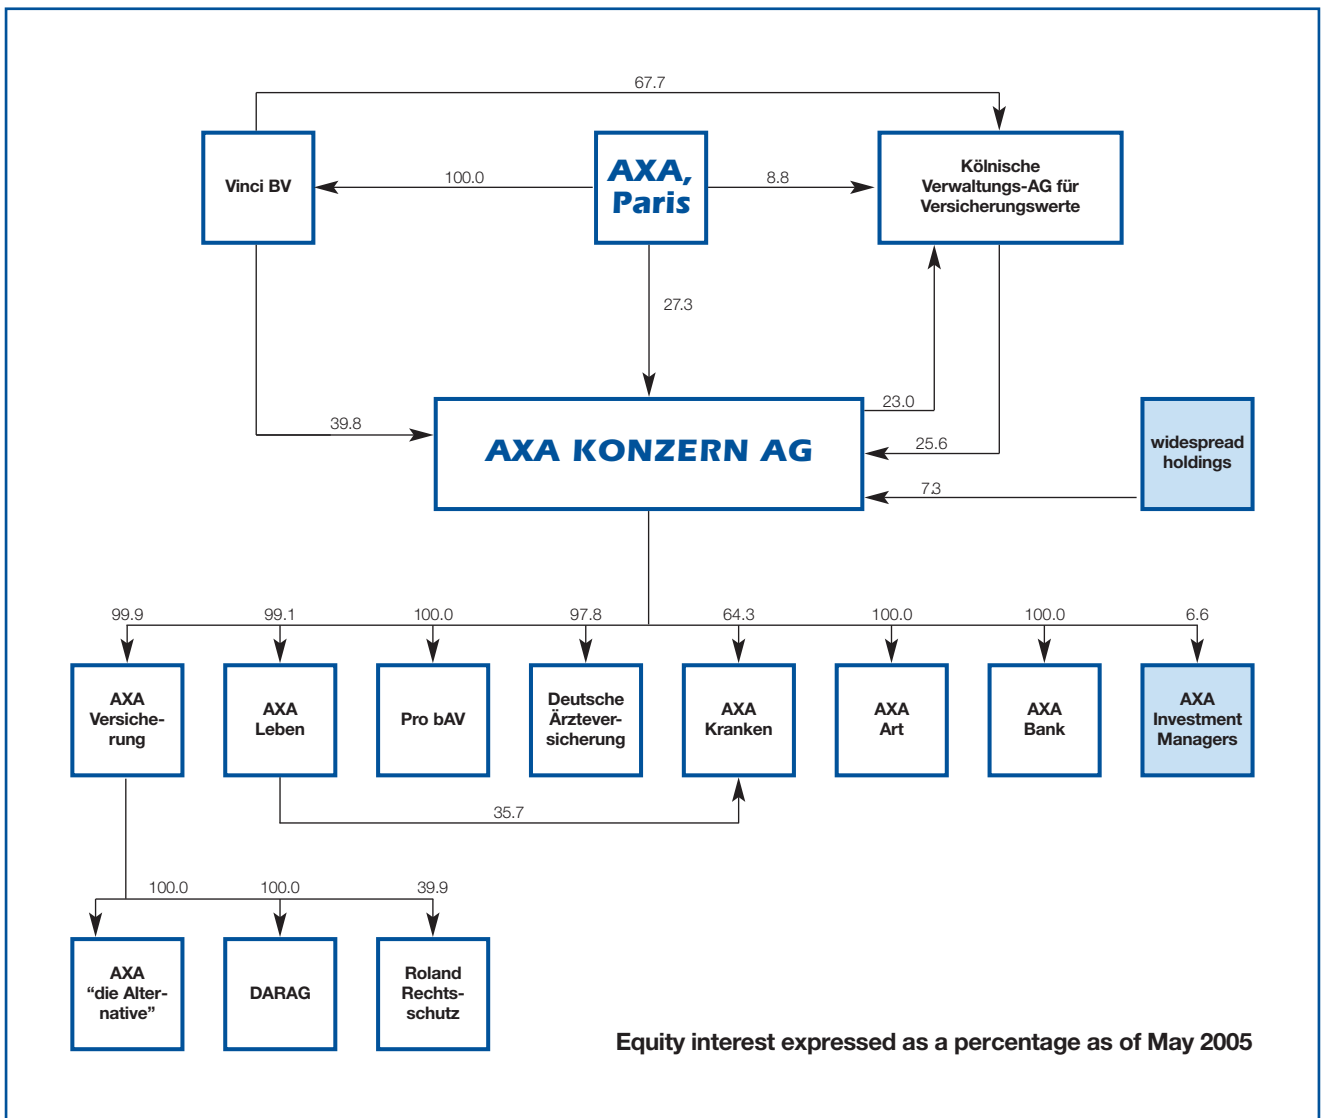 67.7
Vinci BV
100.0
AXA,
Paris
8.8
Kölnische
Verwaltungs-AG für
Versicherungswerte
27.3
39.8
AXA KONZERN AG
23.0
25.6
7.3
widespread
holdings
99.9
99.1
100.0
97.8
64.3
100.0
100.0
6.6
AXA
Versiche-
rung
AXA
Leben
Pro bAV
Deutsche
Ärztever-
sicherung
AXA
Kranken
AXA
Art
AXA
Bank
AXA
Investment
Managers
35.7
100.0
100.0
39.9
AXA
“die Alter-
native”
DARAG
Roland
Rechts-
schutz
Equity interest expressed as a percentage as of May 2005